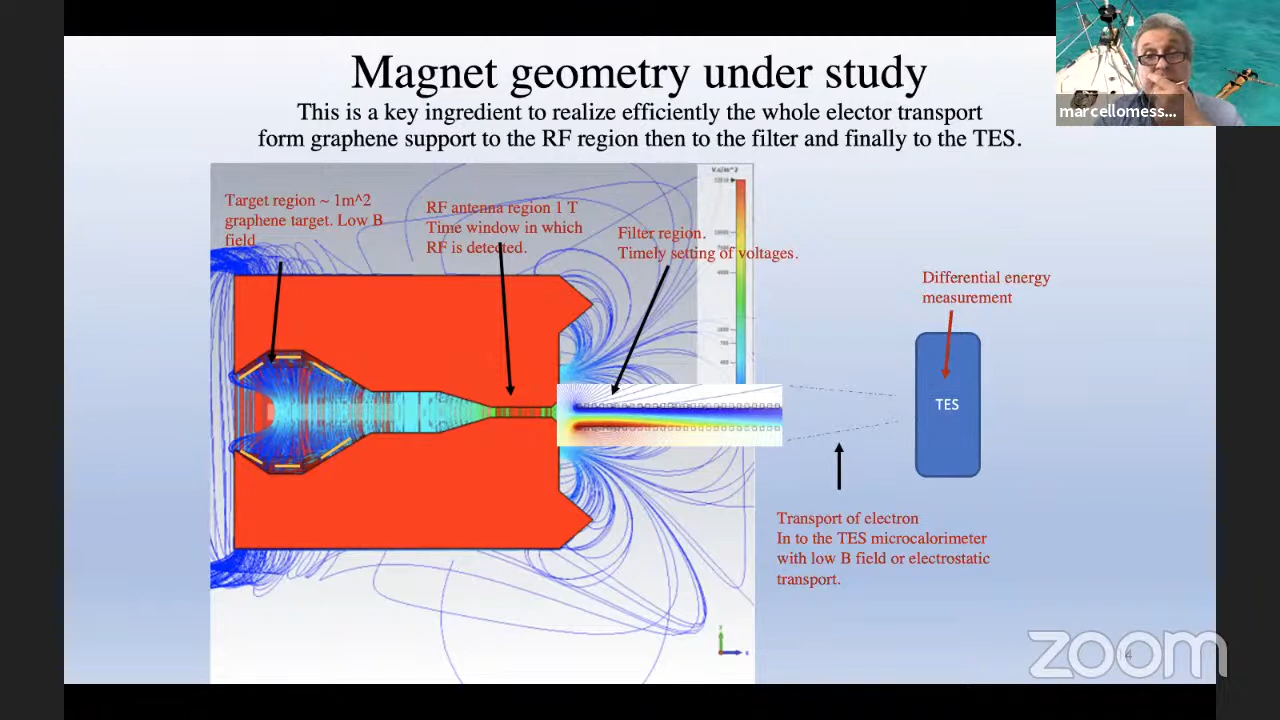 Magnet geometry under study
This is a key ingredient to realize efficiently the whole elector transport
form graphene support to the RF region then to the filter and finally to the TES.
marcellomess...
Target region ~ 1m^2
graphene target. Low B
field
RF antenna region 1 T
Time window in which
RF is detected.
Filter region.
Timely setting of voltages.
Differential energy
measurement
TES
Transport of electron
In to the TES microcalorimeter
with low B field or electrostatic
transport.
zoom